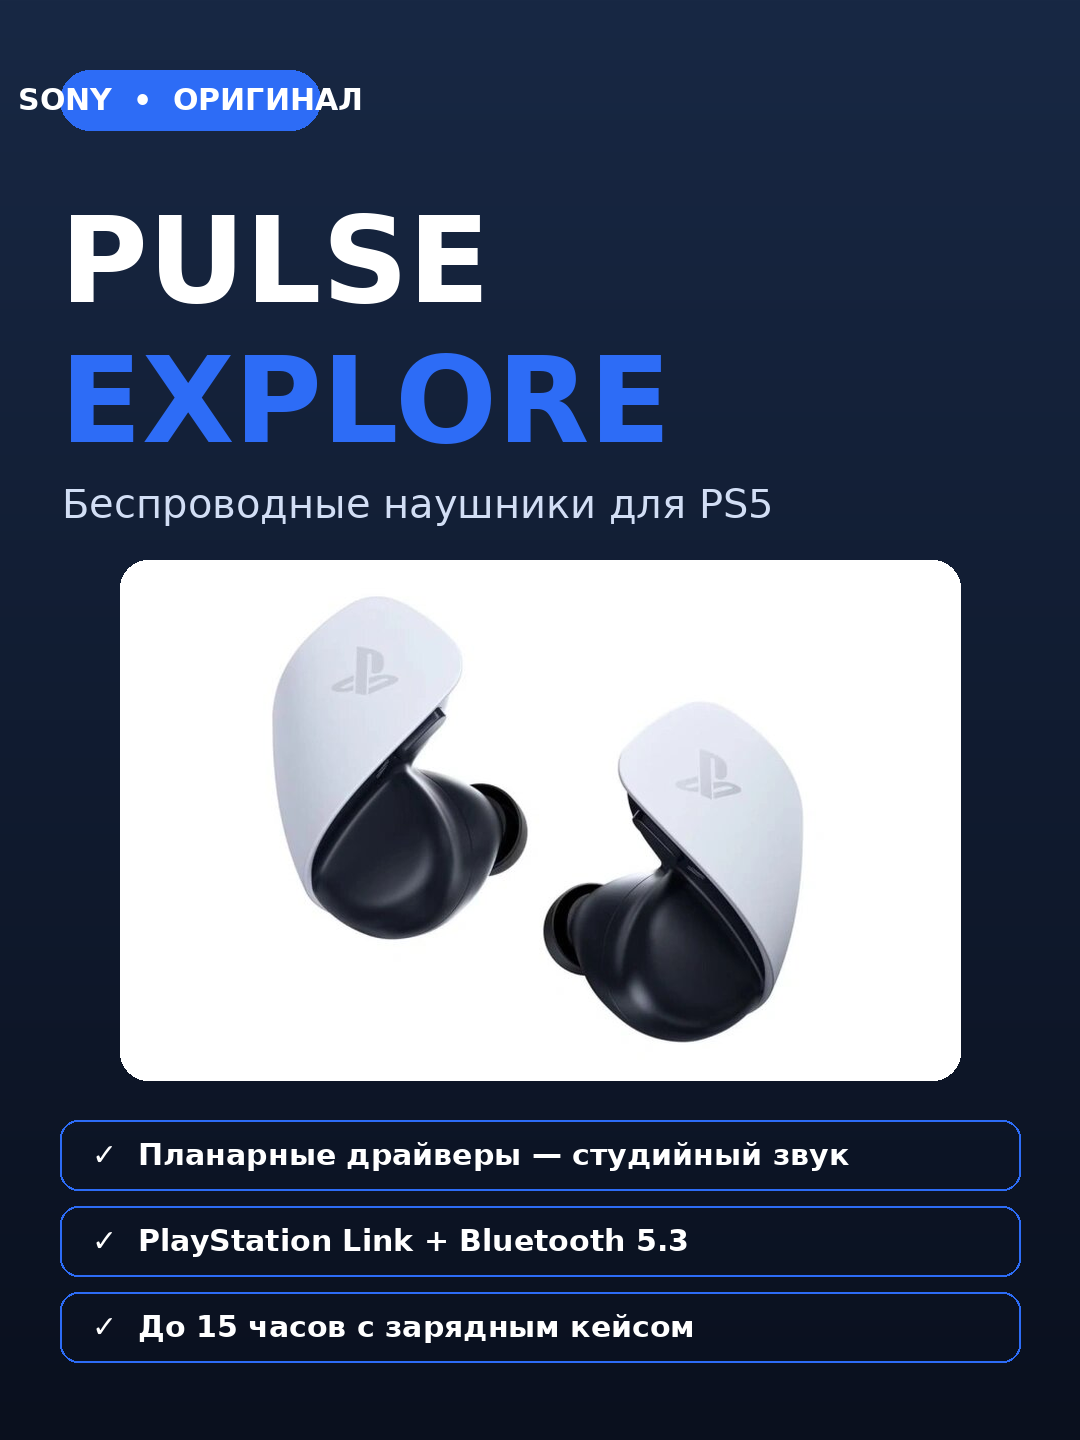 SONY • ОРИГИНАЛ
PULSE
EXPLORE
Беспроводные наушники для PS5
✓ Планарные драйверы — студийный звук
✓ PlayStation Link + Bluetooth 5.3
✓ До 15 часов с зарядным кейсом